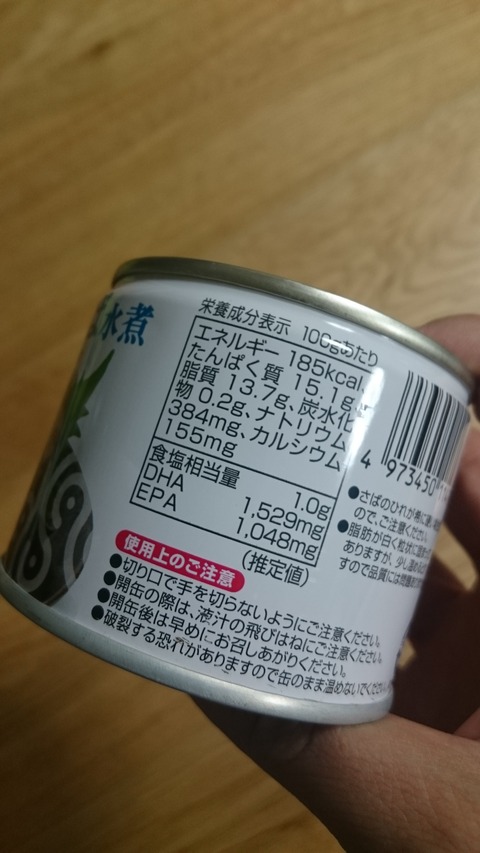 水煮
栄養成分表示 100gあたり
エネルギー 185kcal、
たんぱく質 15.1g、
脂質 13.7g、炭水化
物 0.2g、ナトリウム
384mg、カルシウム
155mg
食塩相当量 1.0g
DHA 1,529mg
EPA 1,048mg
(推定値)
4 973450
●さばのひれが
ので、ご注意ください。
●脂肪が白く粒状に
ありますが、少し温め
すので品質には問題
使用上のご注意
●切り口で手を切らないようにご注意ください。
●開缶の際は、液汁の飛びはねにご注意ください。
●開缶後は早めにお召しあがりください。
●破裂する恐れがありますので缶のまま温めないでください。